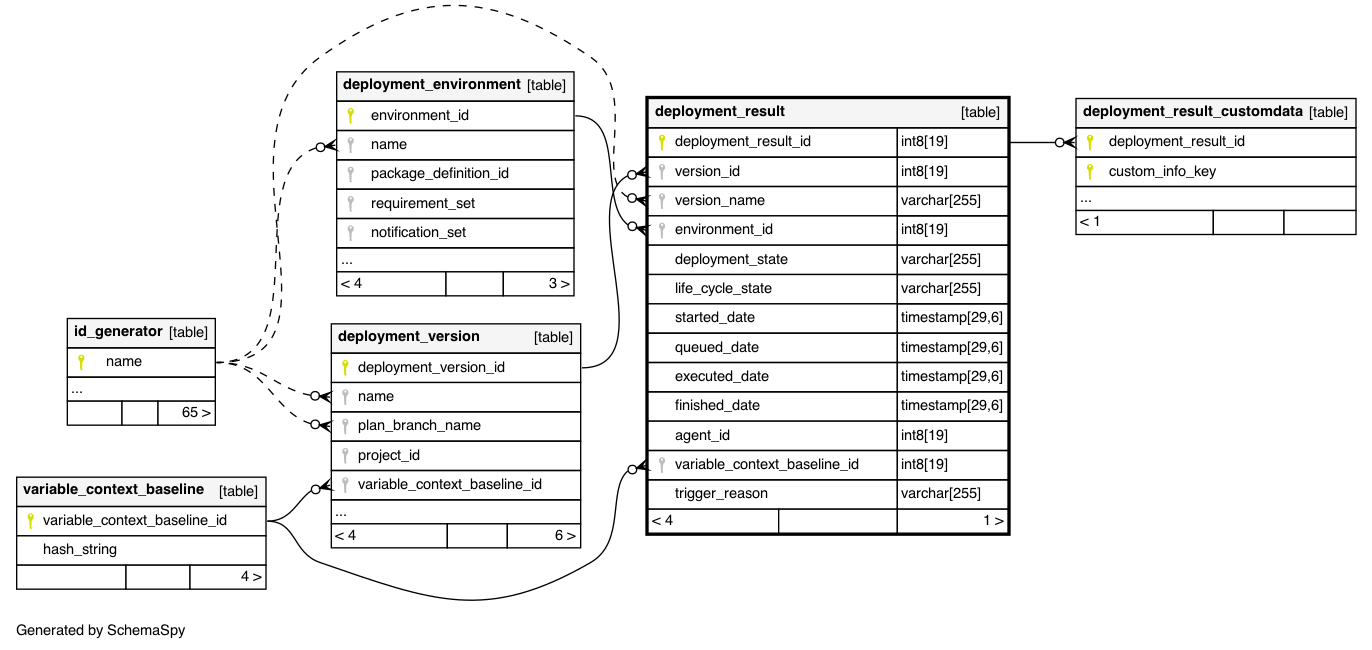 deployment_environment [table]
environment_id
name
package_definition_id
requirement_set
notification_set
...
< 4 3 >
deployment_result [table]
deployment_result_id int8[19]
version_id int8[19]
version_name varchar[255]
environment_id int8[19]
deployment_state varchar[255]
life_cycle_state varchar[255]
started_date timestamp[29,6]
queued_date timestamp[29,6]
executed_date timestamp[29,6]
finished_date timestamp[29,6]
agent_id int8[19]
variable_context_baseline_id int8[19]
trigger_reason varchar[255]
< 4 1 >
deployment_result_customdata [table]
deployment_result_id
custom_info_key
...
< 1
id_generator [table]
name
...
65 >
deployment_version [table]
deployment_version_id
name
plan_branch_name
project_id
variable_context_baseline_id
...
< 4 6 >
variable_context_baseline [table]
variable_context_baseline_id
hash_string
4 >
Generated by SchemaSpy